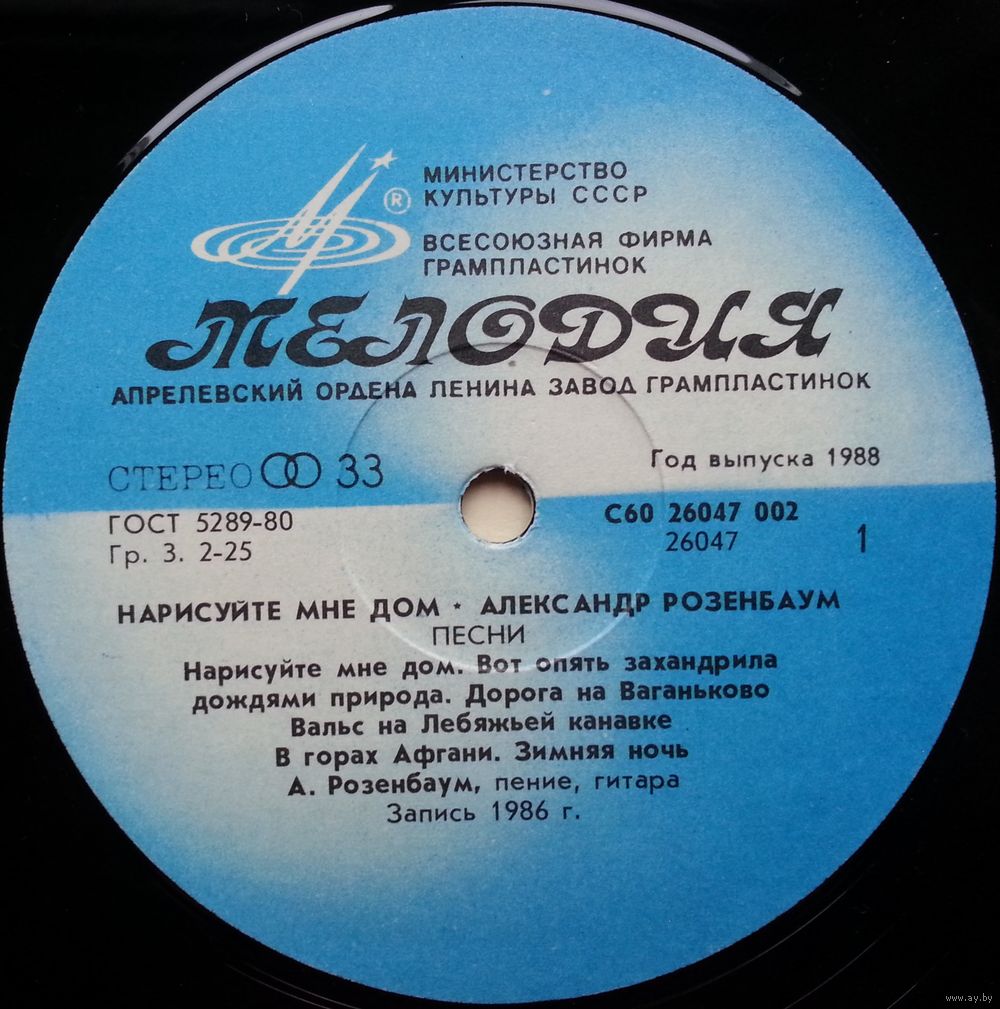 МИНИСТЕРСТВО
КУЛЬТУРЫ СССР
®
ВСЕСОЮЗНАЯ ФИРМА
ГРАМПЛАСТИНОК
МЕЛОДИЯ
АПРЕЛЕВСКИЙ ОРДЕНА ЛЕНИНА ЗАВОД ГРАМПЛАСТИНОК
СТЕРЕО 33
Год выпуска 1988
ГОСТ 5289-80
Гр. 3. 2-25
С60 26047 002
26047
1
НАРИСУЙТЕ МНЕ ДОМ * АЛЕКСАНДР РОЗЕНБАУМ
ПЕСНИ
Нарисуйте мне дом. Вот опять захандрила
дождями природа. Дорога на Ваганьково
Вальс на Лебяжьей канавке
В горах Афгани. Зимняя ночь
А. Розенбаум, пение, гитара
Запись 1986 г.
www.ay.by